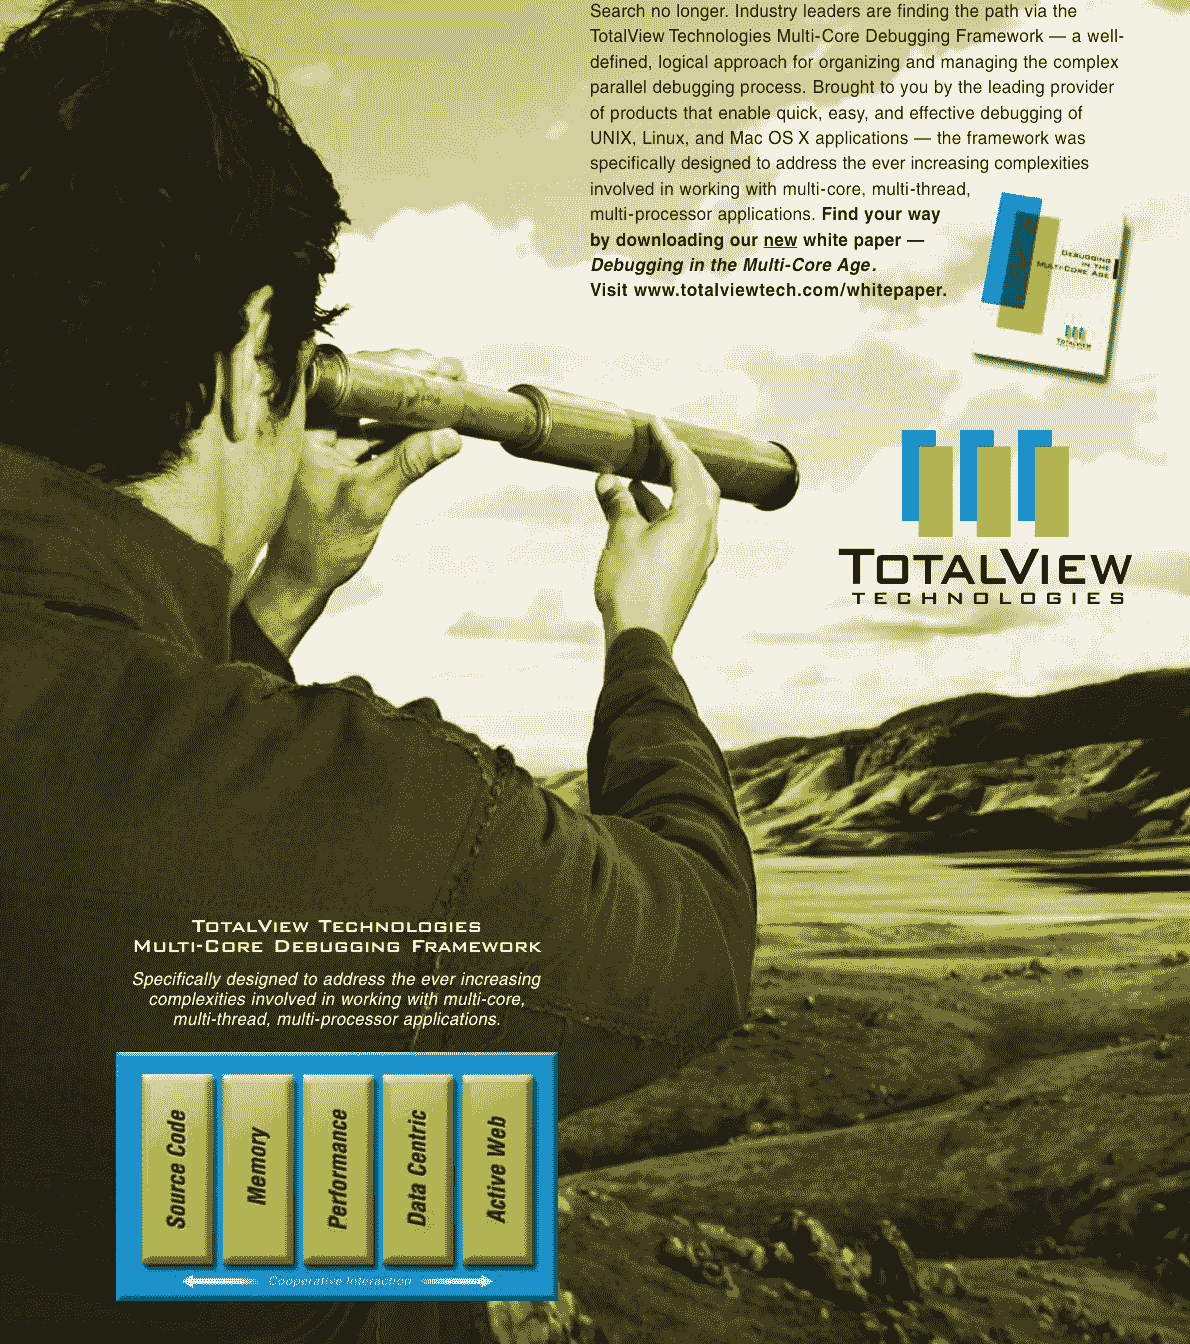 Search no longer. Industry leaders are finding the path via the
TotalView Technologies Multi-Core Debugging Framework — a well-
defined, logical approach for organizing and managing the complex
parallel debugging process. Brought to you by the leading provider
of products that enable quick, easy, and effective debugging of
UNIX, Linux, and Mac OS X applications — the framework was
specifically designed to address the ever increasing complexities
involved in working with multi-core, multi-thread,
multi-processor applications. Find your way
by downloading our new white paper —
Debugging in the Multi-Core Age.
Visit www.totalviewtech.com/whitepaper.
Debugging
in the
Multi-Core Age
TotalView
TotalView
Technologies
TotalView Technologies
Multi-Core Debugging Framework
Specifically designed to address the ever increasing
complexities involved in working with multi-core,
multi-thread, multi-processor applications.
Source Code
Memory
Performance
Data Centric
Active Web
Cooperative Interaction